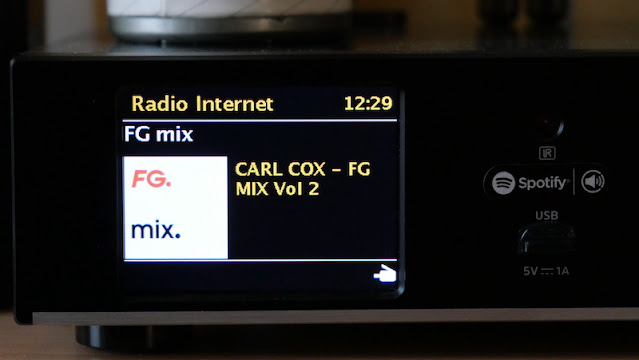 Radio Internet 12:29
FG mix
FG.
mix.
CARL COX - FG
MIX Vol 2
IR
Spotify
USB
5V⎓1A